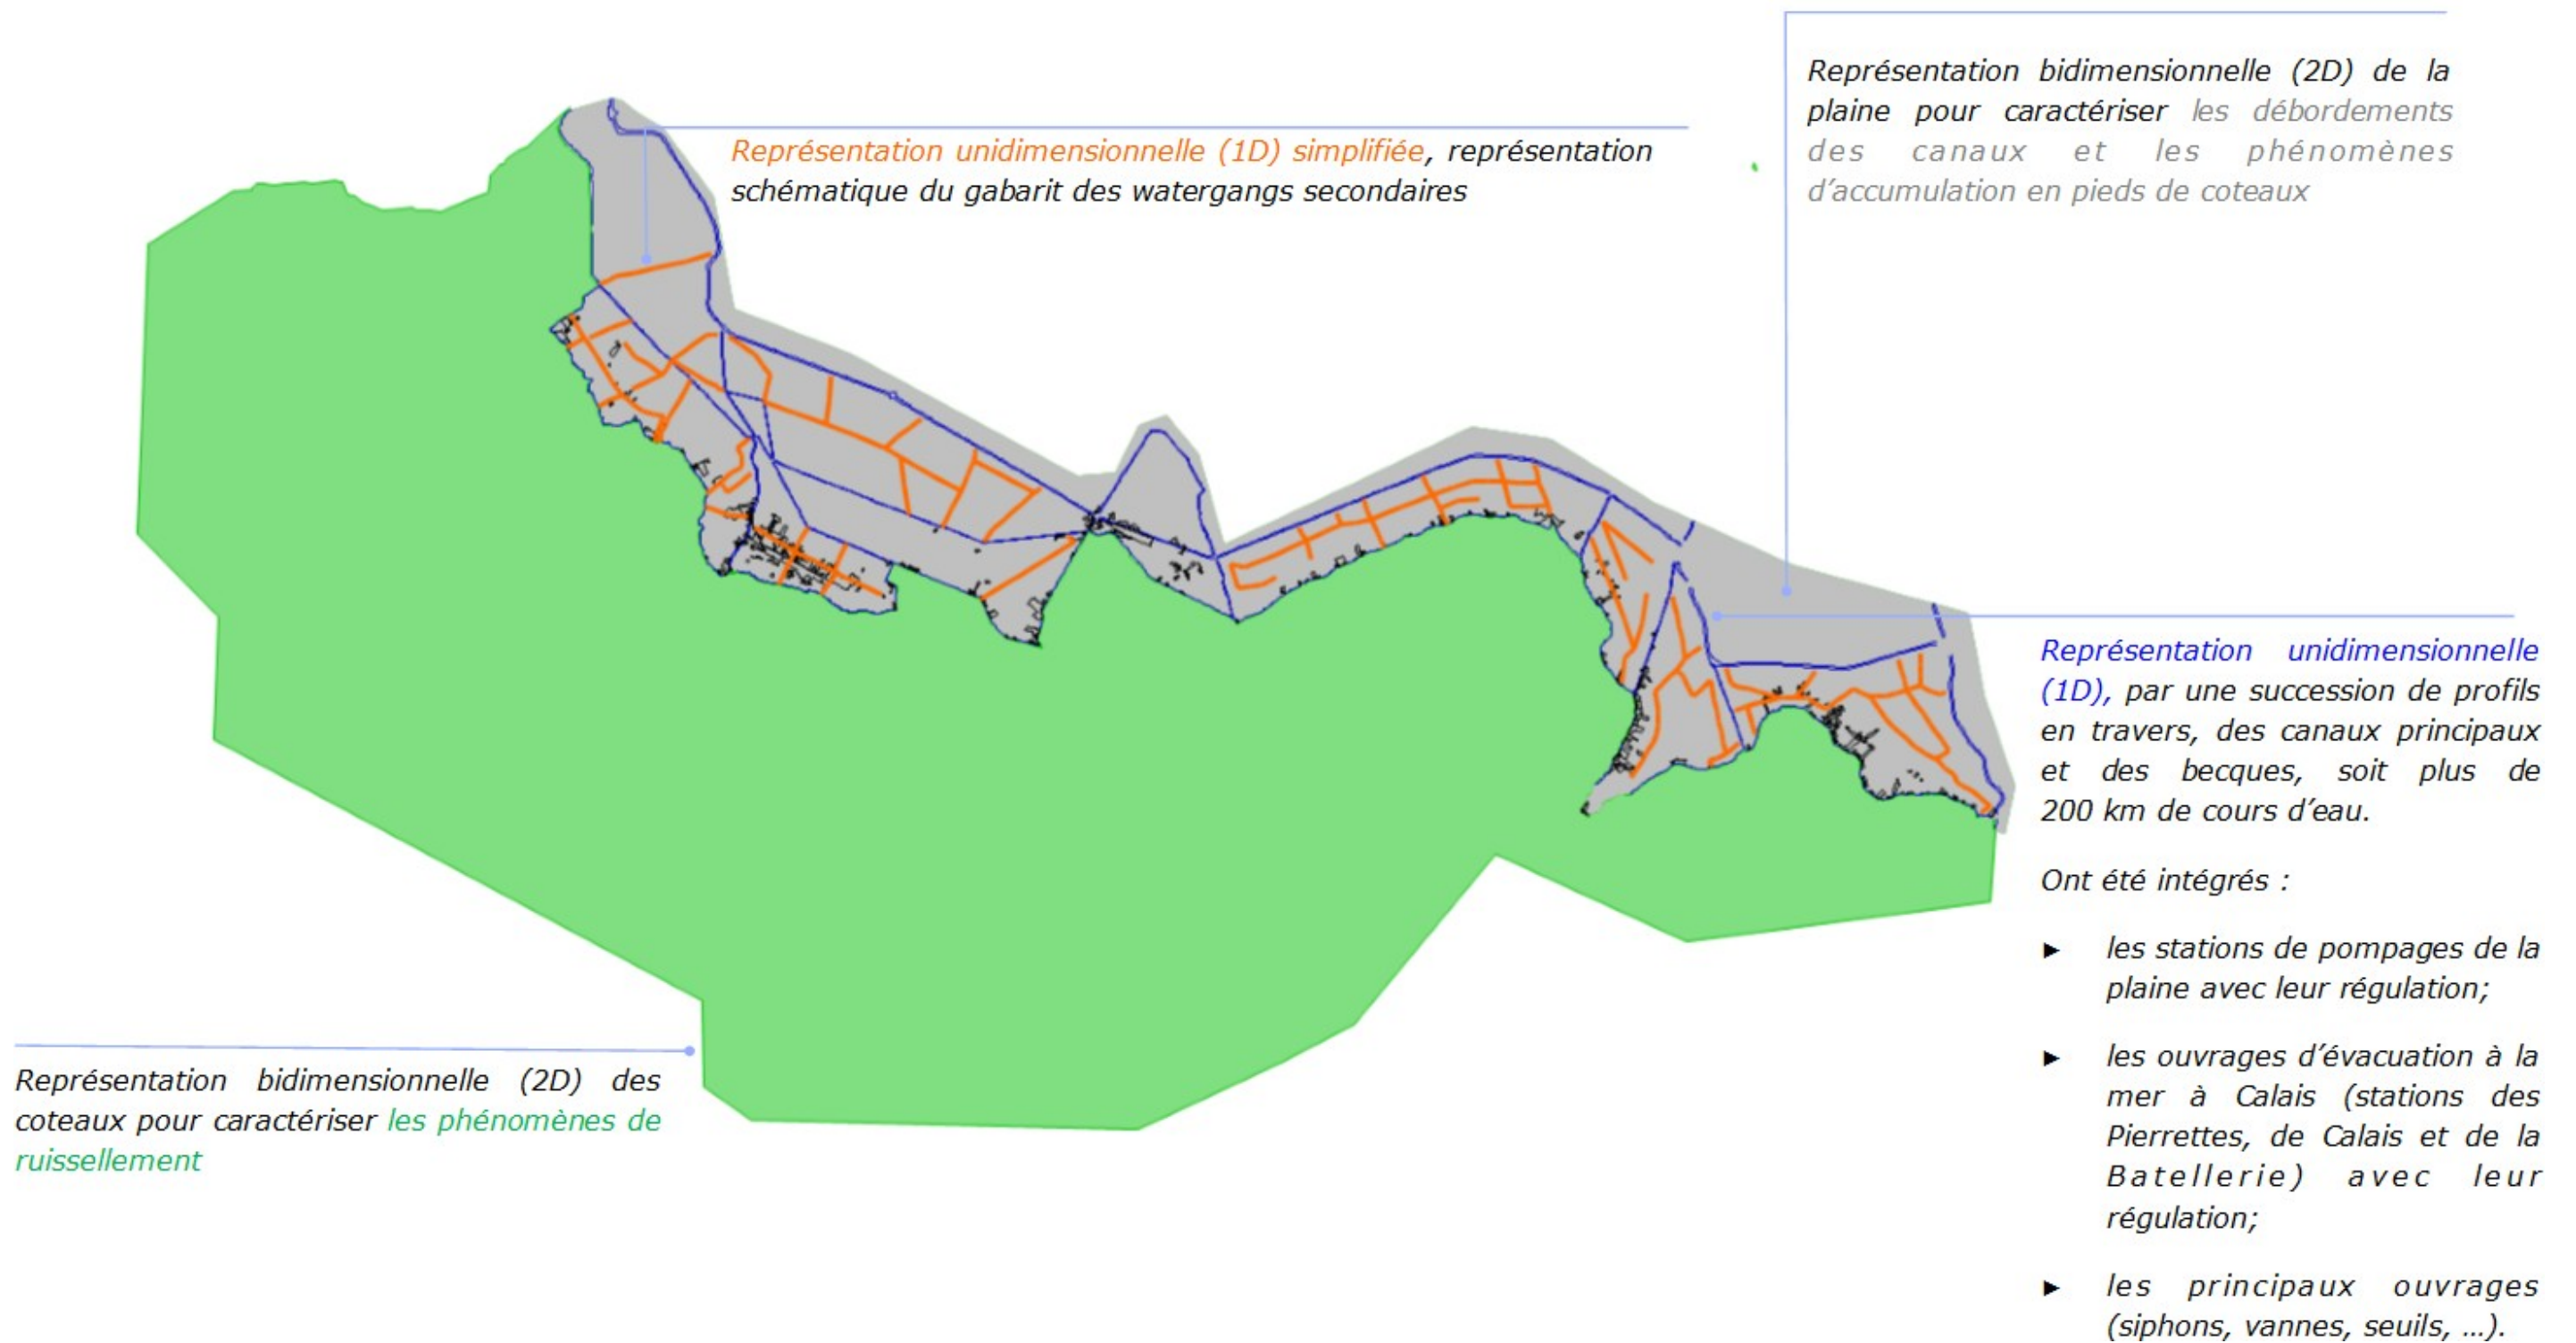 Représentation unidimensionnelle (1D) simplifiée, représentation
schématique du gabarit des watergangs secondaires
Représentation bidimensionnelle (2D) de la
plaine pour caractériser les débordements
des canaux et les phénomènes
d’accumulation en pieds de coteaux
Représentation unidimensionnelle
(1D), par une succession de profils
en travers, des canaux principaux
et des becques, soit plus de
200 km de cours d’eau.
Ont été intégrés :
► les stations de pompages de la
plaine avec leur régulation;
► les ouvrages d’évacuation à la
mer à Calais (stations des
Pierrettes, de Calais et de la
Batellerie) avec leur
régulation;
► les principaux ouvrages
(siphons, vannes, seuils, ...).
Représentation bidimensionnelle (2D) des
coteaux pour caractériser les phénomènes de
ruissellement